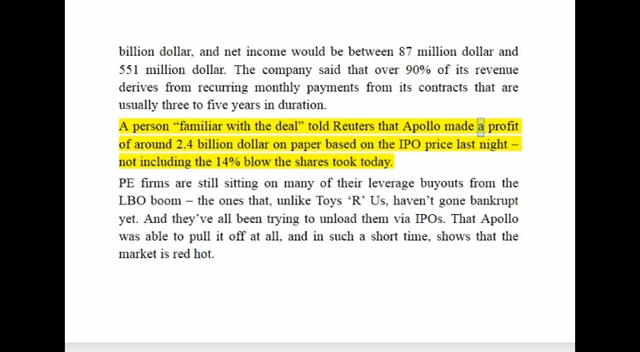 billion dollar, and net income would be between 87 million dollar and
551 million dollar. The company said that over 90% of its revenue
derives from recurring monthly payments from its contracts that are
usually three to five years in duration.
A person “familiar with the deal” told Reuters that Apollo made a profit
of around 2.4 billion dollar on paper based on the IPO price last night –
not including the 14% blow the shares took today.
PE firms are still sitting on many of their leverage buyouts from the
LBO boom – the ones that, unlike Toys ‘R’ Us, haven’t gone bankrupt
yet. And they’ve all been trying to unload them via IPOs. That Apollo
was able to pull it off at all, and in such a short time, shows that the
market is red hot.